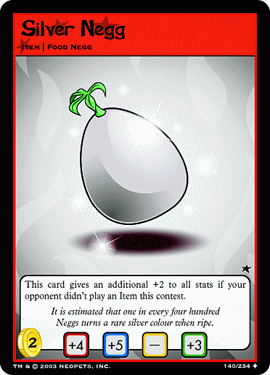 Silver Negg
Item | Food Negg
This card gives an additional +2 to all stats if your
opponent didn't play an Item this contest.
It is estimated that one in every four hundred
Neggs turns a rare silver colour when ripe.
2
+4 +5 – +3
TM & © 2003 NEOPETS, INC. 140/234 ◆